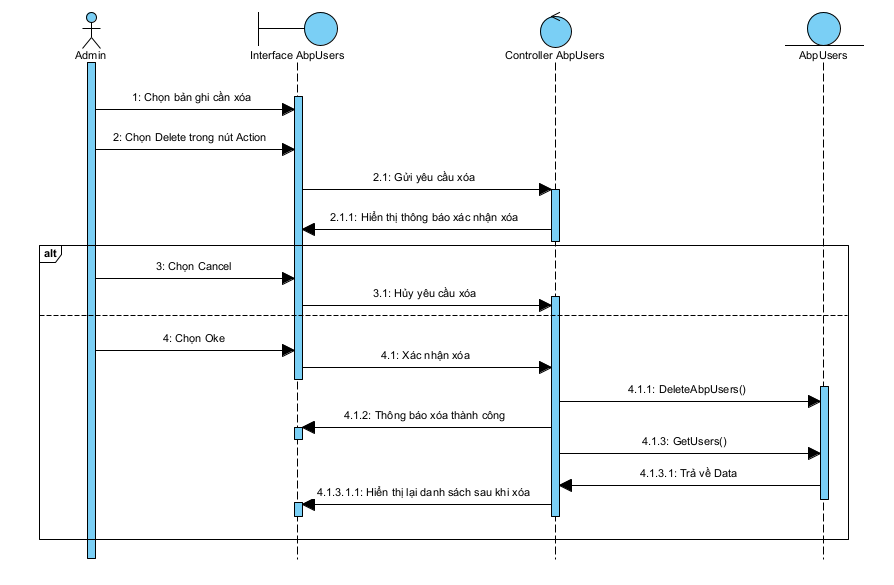 Admin
Interface AbpUsers
Controller AbpUsers
AbpUsers
1: Chọn bản ghi cần xóa
2: Chọn Delete trong nút Action
2.1: Gửi yêu cầu xóa
2.1.1: Hiển thị thông báo xác nhận xóa
alt
3: Chọn Cancel
3.1: Hủy yêu cầu xóa
4: Chọn Oke
4.1: Xác nhận xóa
4.1.1: DeleteAbpUsers()
4.1.2: Thông báo xóa thành công
4.1.3: GetUsers()
4.1.3.1: Trả về Data
4.1.3.1.1: Hiển thị lại danh sách sau khi xóa